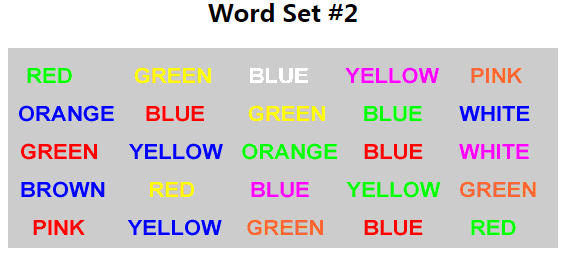 Word Set #2
RED GREEN BLUE YELLOW PINK
ORANGE BLUE GREEN BLUE WHITE
GREEN YELLOW ORANGE BLUE WHITE
BROWN RED BLUE YELLOW GREEN
PINK YELLOW GREEN BLUE RED